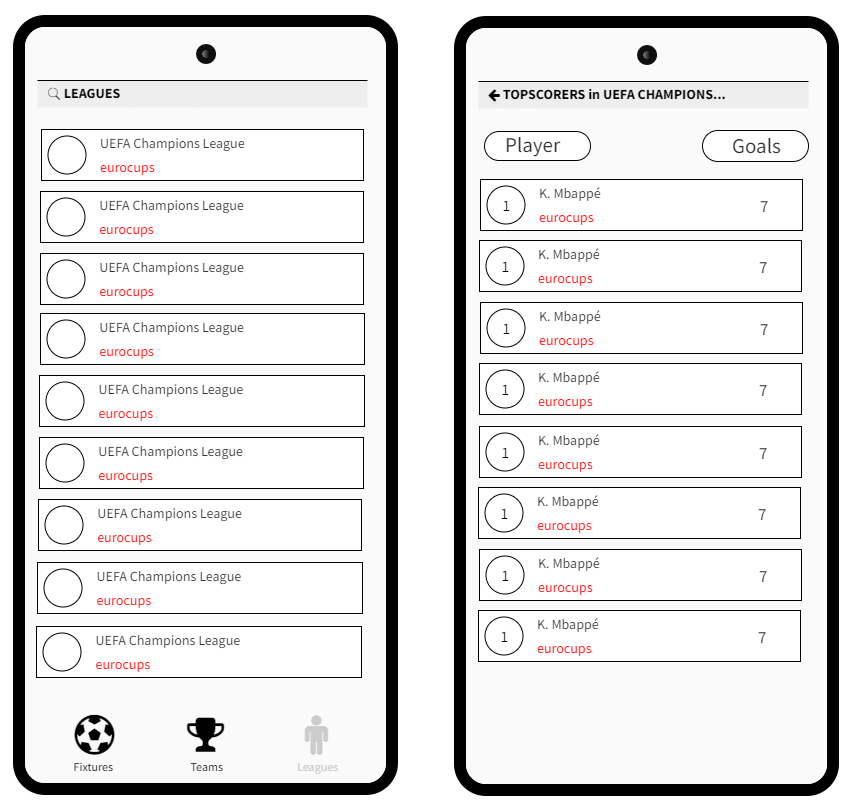 LEAGUES
UEFA Champions League
eurocups
UEFA Champions League
eurocups
UEFA Champions League
eurocups
UEFA Champions League
eurocups
UEFA Champions League
eurocups
UEFA Champions League
eurocups
UEFA Champions League
eurocups
UEFA Champions League
eurocups
UEFA Champions League
eurocups
Fixtures Teams Leagues
TOPSCORERS in UEFA CHAMPIONS...
Player Goals
K. Mbappé
1 7
eurocups
K. Mbappé
1 7
eurocups
K. Mbappé
1 7
eurocups
K. Mbappé
1 7
eurocups
K. Mbappé
1 7
eurocups
K. Mbappé
1 7
eurocups
K. Mbappé
1 7
eurocups
K. Mbappé
1 7
eurocups